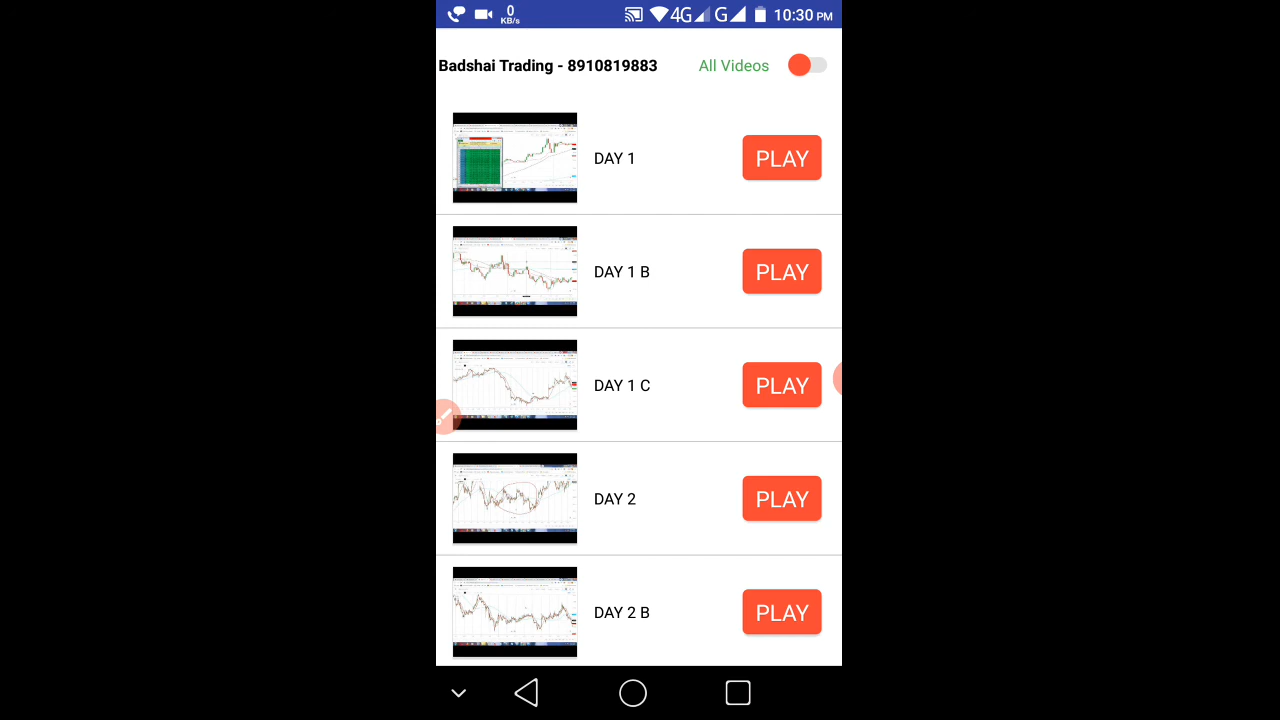 0 KB/s 4G G 10:30 PM
Badshai Trading - 8910819883 All Videos
DAY 1 PLAY
DAY 1 B PLAY
DAY 1 C PLAY
DAY 2 PLAY
DAY 2 B PLAY